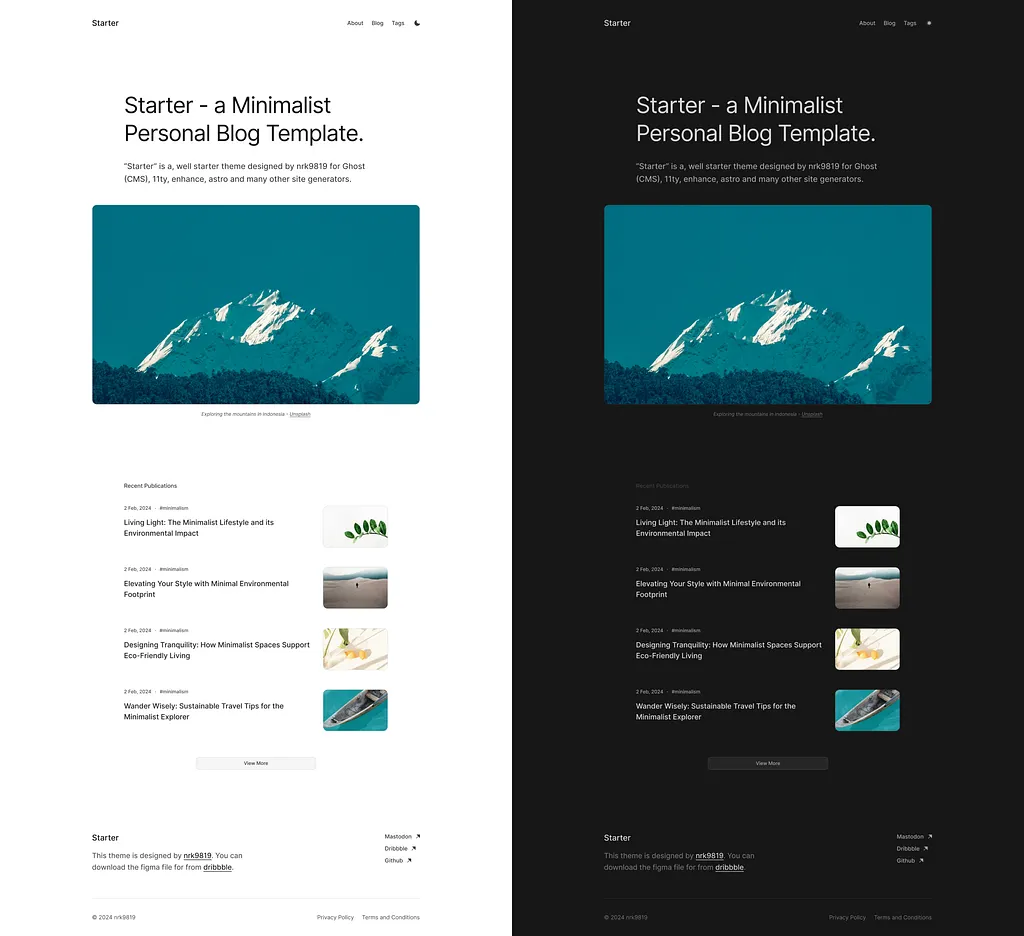 Starter
About Blog Tags
Starter - a Minimalist
Personal Blog Template.
"Starter" is a, well starter theme designed by nrk9819 for Ghost
(CMS), 11ty, enhance, astro and many other site generators.
Exploring the mountains in Indonesia - Unsplash
Recent Publications
2 Feb, 2024 · #minimalism
Living Light: The Minimalist Lifestyle and its
Environmental Impact
2 Feb, 2024 · #minimalism
Elevating Your Style with Minimal Environmental
Footprint
2 Feb, 2024 · #minimalism
Designing Tranquility: How Minimalist Spaces Support
Eco-Friendly Living
2 Feb, 2024 · #minimalism
Wander Wisely: Sustainable Travel Tips for the
Minimalist Explorer
View More
Starter
This theme is designed by nrk9819. You can
download the figma file for from dribbble.
Mastodon
Dribbble
Github
© 2024 nrk9819
Privacy Policy Terms and Conditions
Starter
About Blog Tags
Starter - a Minimalist
Personal Blog Template.
"Starter" is a, well starter theme designed by nrk9819 for Ghost
(CMS), 11ty, enhance, astro and many other site generators.
Exploring the mountains in Indonesia - Unsplash
Recent Publications
2 Feb, 2024 · #minimalism
Living Light: The Minimalist Lifestyle and its
Environmental Impact
2 Feb, 2024 · #minimalism
Elevating Your Style with Minimal Environmental
Footprint
2 Feb, 2024 · #minimalism
Designing Tranquility: How Minimalist Spaces Support
Eco-Friendly Living
2 Feb, 2024 · #minimalism
Wander Wisely: Sustainable Travel Tips for the
Minimalist Explorer
View More
Starter
This theme is designed by nrk9819. You can
download the figma file for from dribbble.
Mastodon
Dribbble
Github
© 2024 nrk9819
Privacy Policy Terms and Conditions